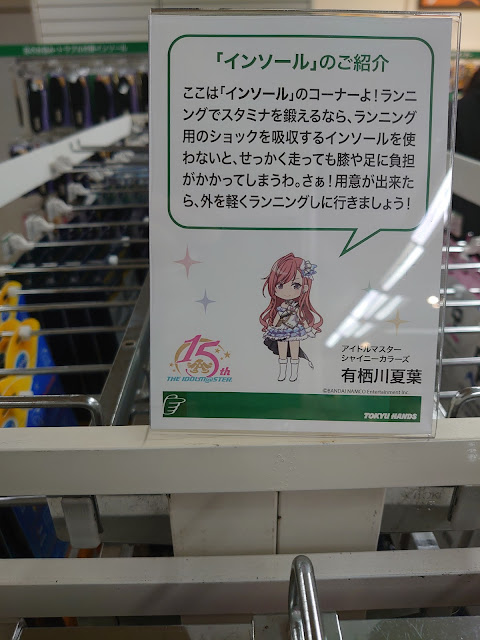 「インソール」のご紹介
ここは「インソール」のコーナーよ！ランニ
ングでスタミナを鍛えるなら、ランニング
用のショックを吸収するインソールを使
わないと、せっかく走っても膝や足に負担
がかかってしまうわ。さぁ！用意が出来た
ら、外を軽くランニングしに行きましょう！
15th
THE IDOLM@STER
アイドルマスター
シャイニーカラーズ
有栖川夏葉
©BANDAI NAMCO Entertainment Inc.
TOKYU HANDS